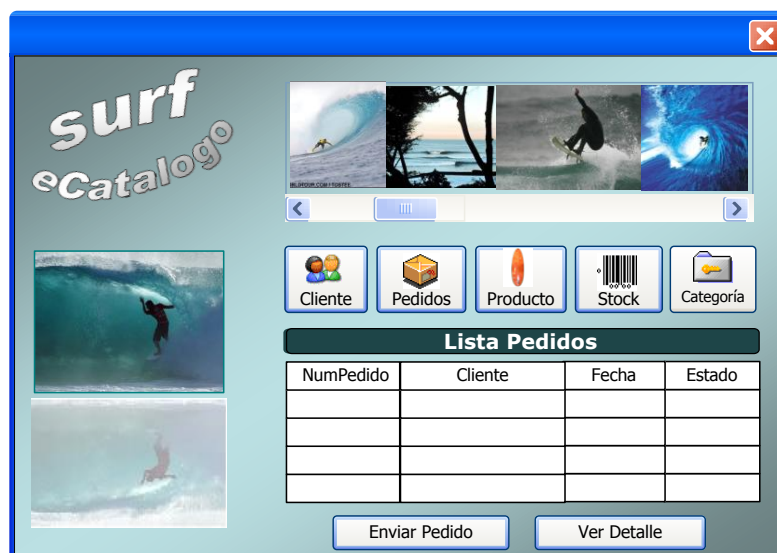 surf
eCatalogo
Cliente
Pedidos
Producto
Stock
Categoría
Lista Pedidos
NumPedido Cliente Fecha Estado
Enviar Pedido
Ver Detalle